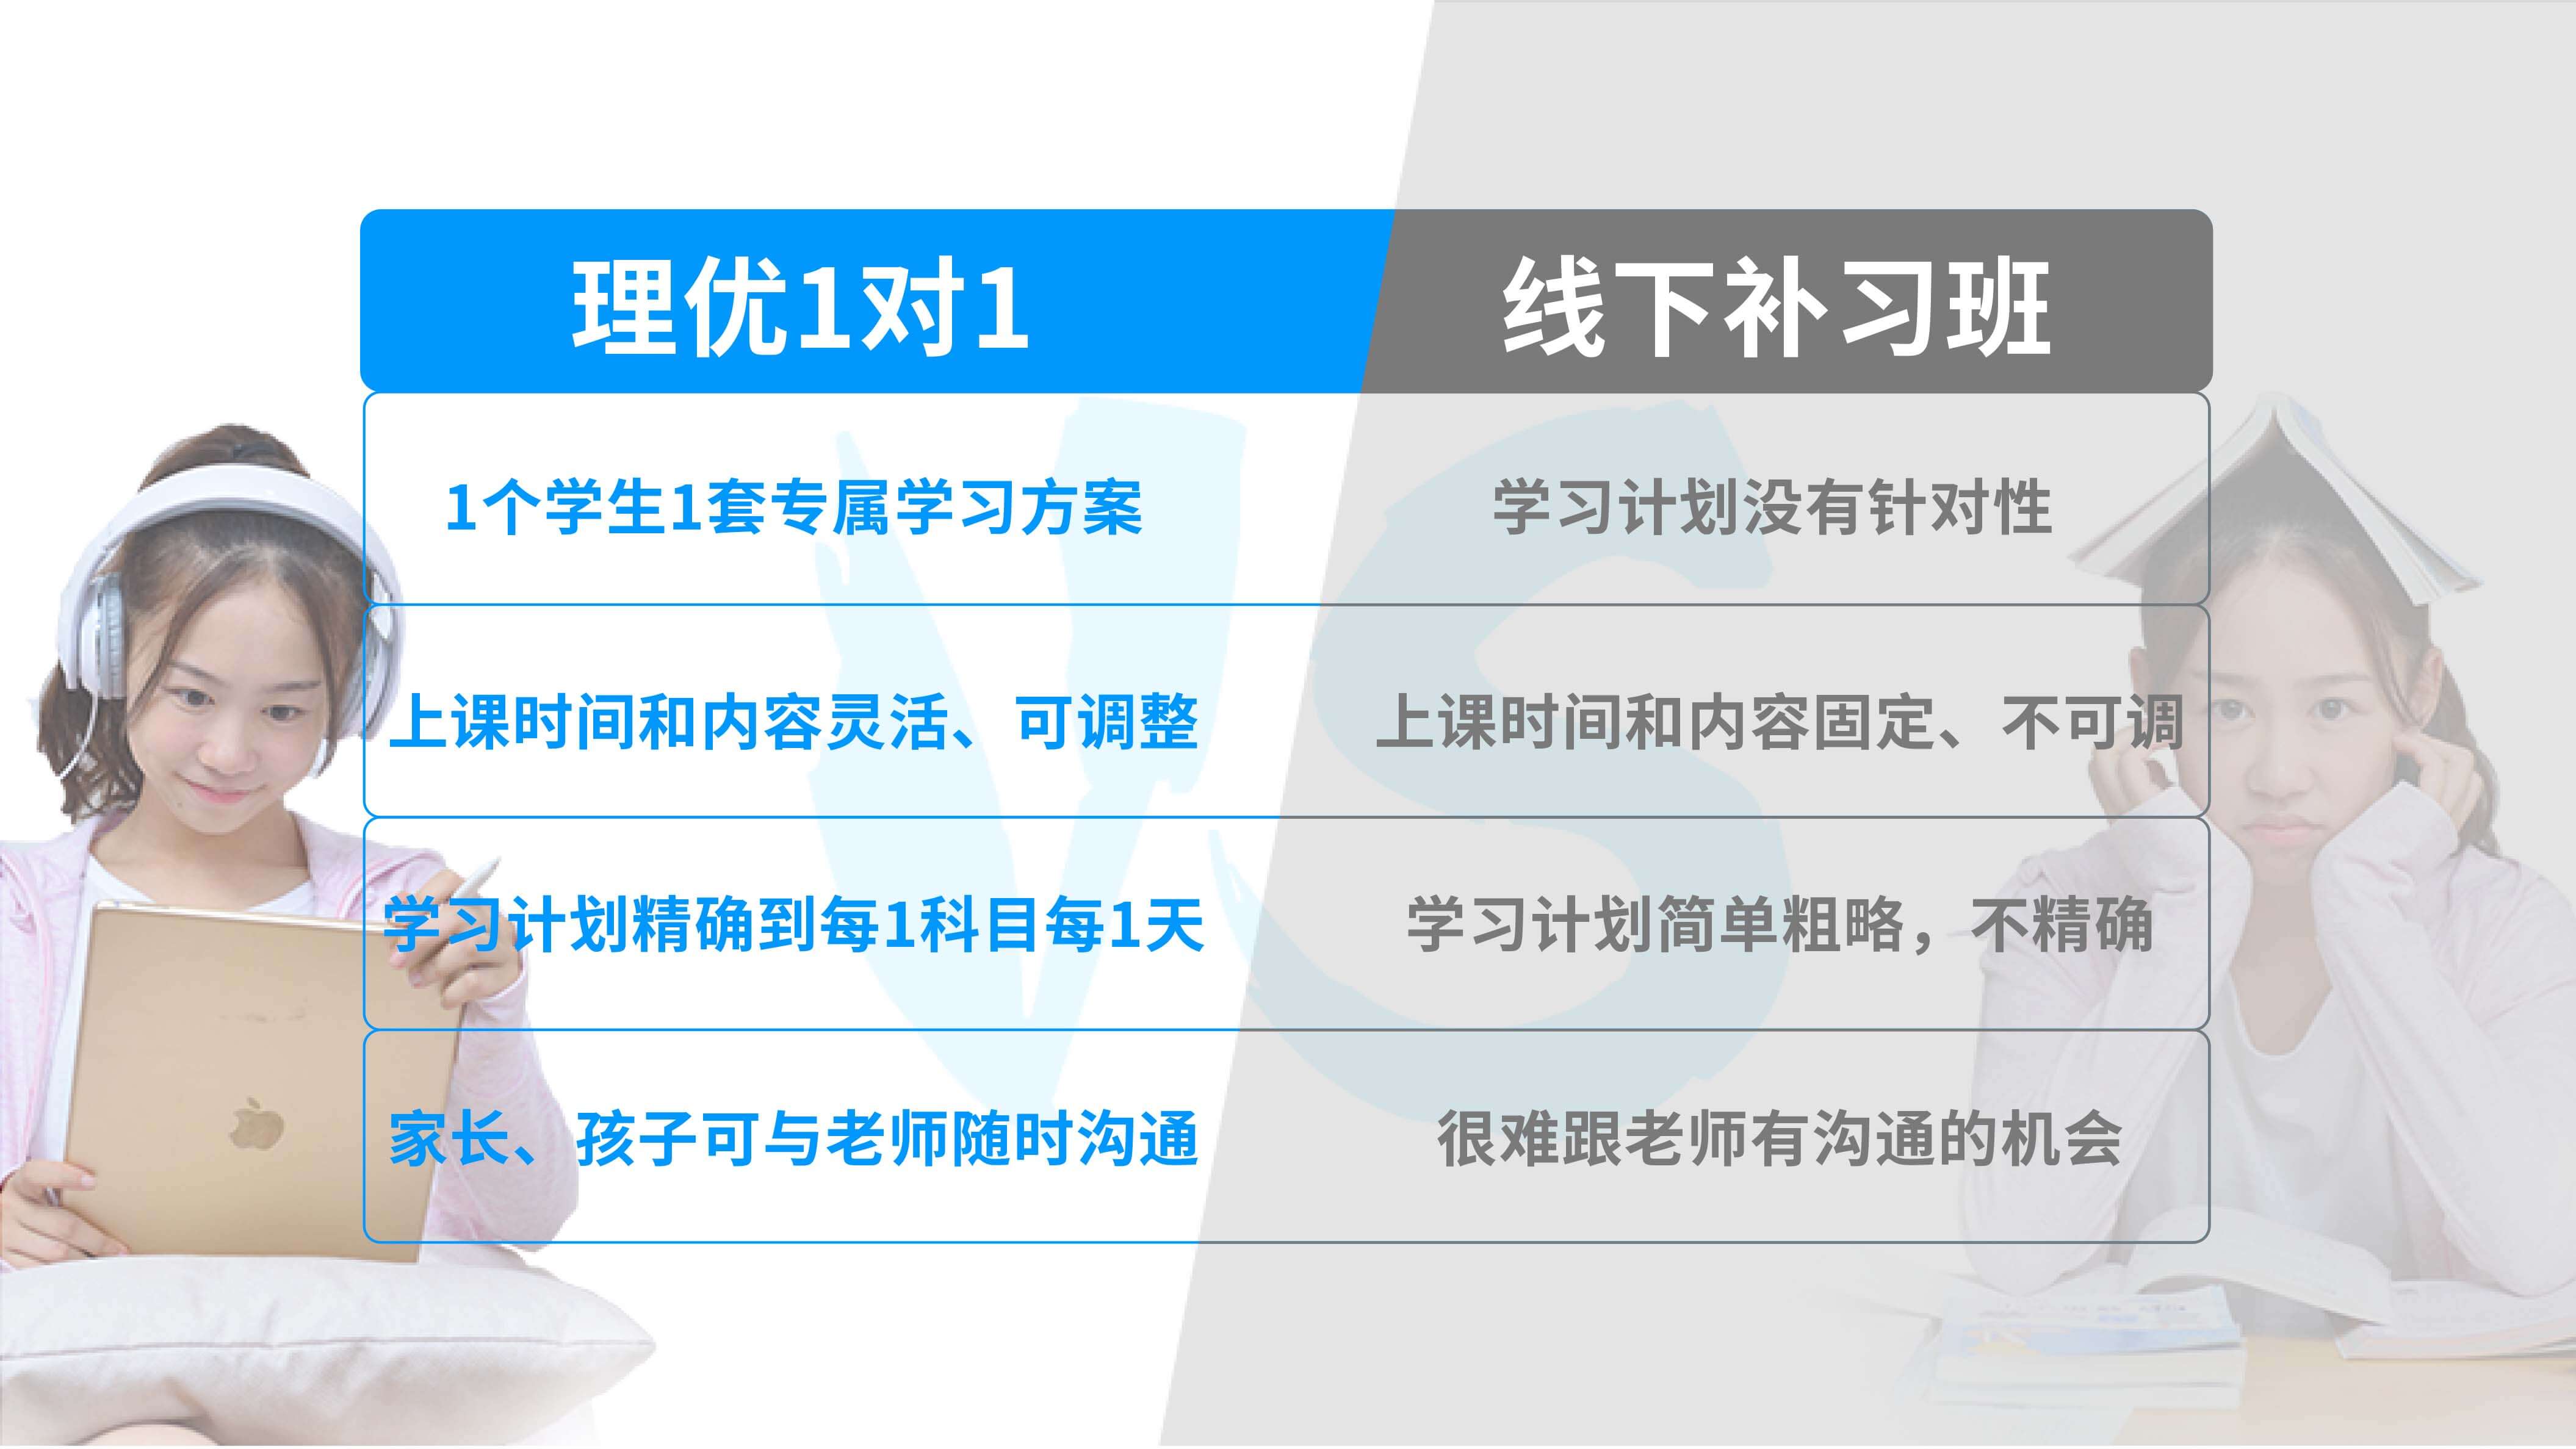 理优1对1 线下补习班
1个学生1套专属学习方案 学习计划没有针对性
上课时间和内容灵活、可调整 上课时间和内容固定、不可调
学习计划精确到每1科目每1天 学习计划简单粗略，不精确
家长、孩子可与老师随时沟通 很难跟老师有沟通的机会
VS